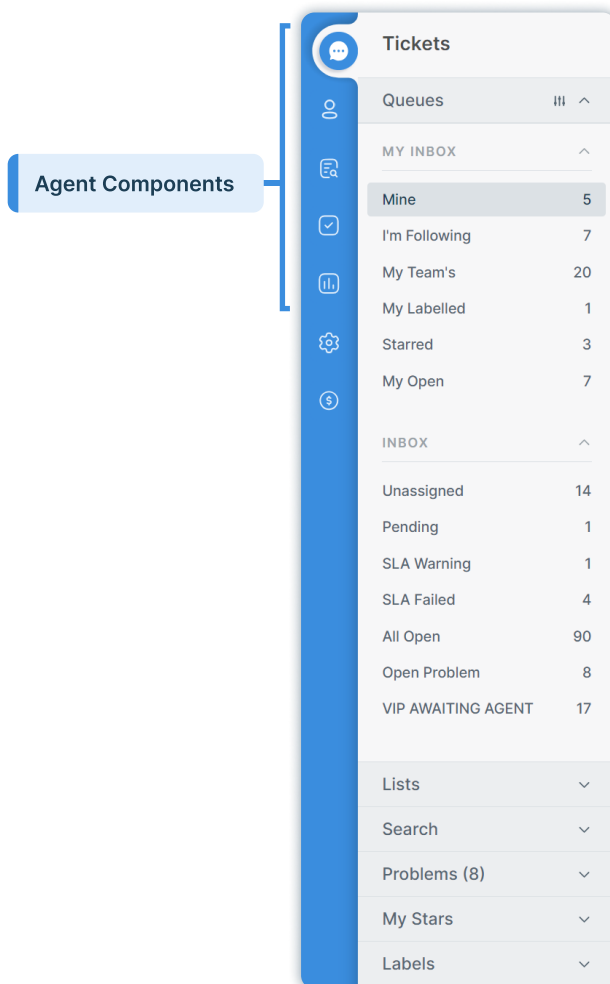 Tickets
Queues
Agent Components
MY INBOX
Mine 5
I'm Following 7
My Team's 20
My Labelled 1
Starred 3
My Open 7
INBOX
Unassigned 14
Pending 1
SLA Warning 1
SLA Failed 4
All Open 90
Open Problem 8
VIP AWAITING AGENT 17
Lists
Search
Problems (8)
My Stars
Labels